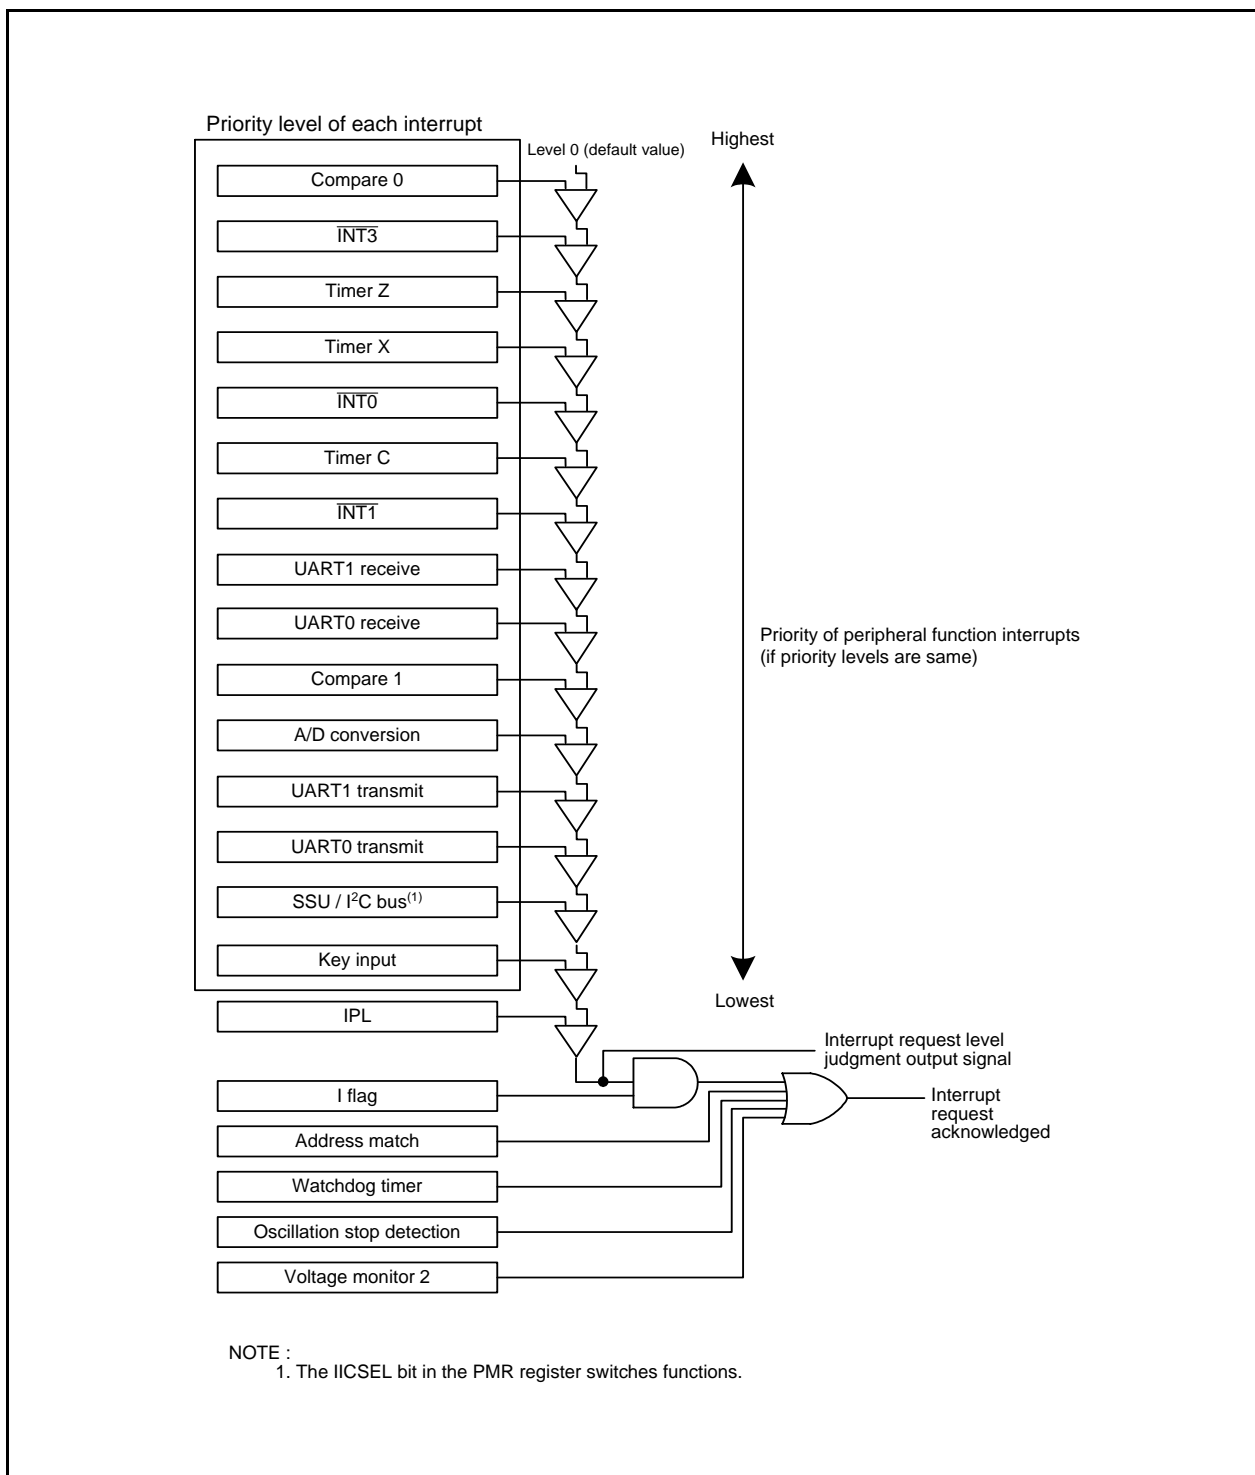 Priority level of each interrupt
Level 0 (default value)
Highest
Compare 0
INT3
Timer Z
Timer X
INT0
Timer C
INT1
UART1 receive
UART0 receive
Priority of peripheral function interrupts
(if priority levels are same)
Compare 1
A/D conversion
UART1 transmit
UART0 transmit
SSU / I²C bus(1)
Key input
Lowest
IPL
Interrupt request level
judgment output signal
I flag
Interrupt
request
acknowledged
Address match
Watchdog timer
Oscillation stop detection
Voltage monitor 2
NOTE :
1. The IICSEL bit in the PMR register switches functions.